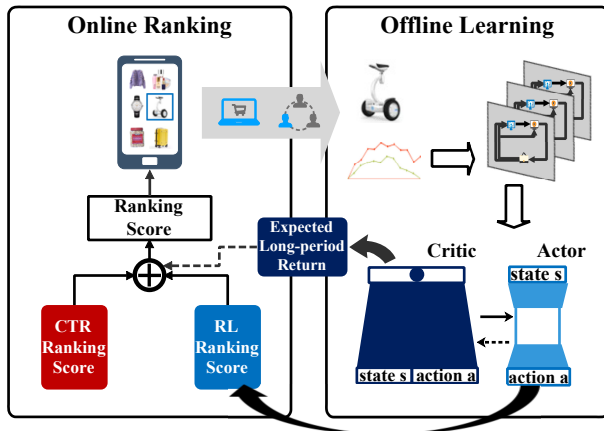 Online Ranking
Offline Learning
Ranking
Score
Expected
Long-period
Return
Critic
Actor
state s
CTR
Ranking
Score
RL
Ranking
Score
state s
action a
action a